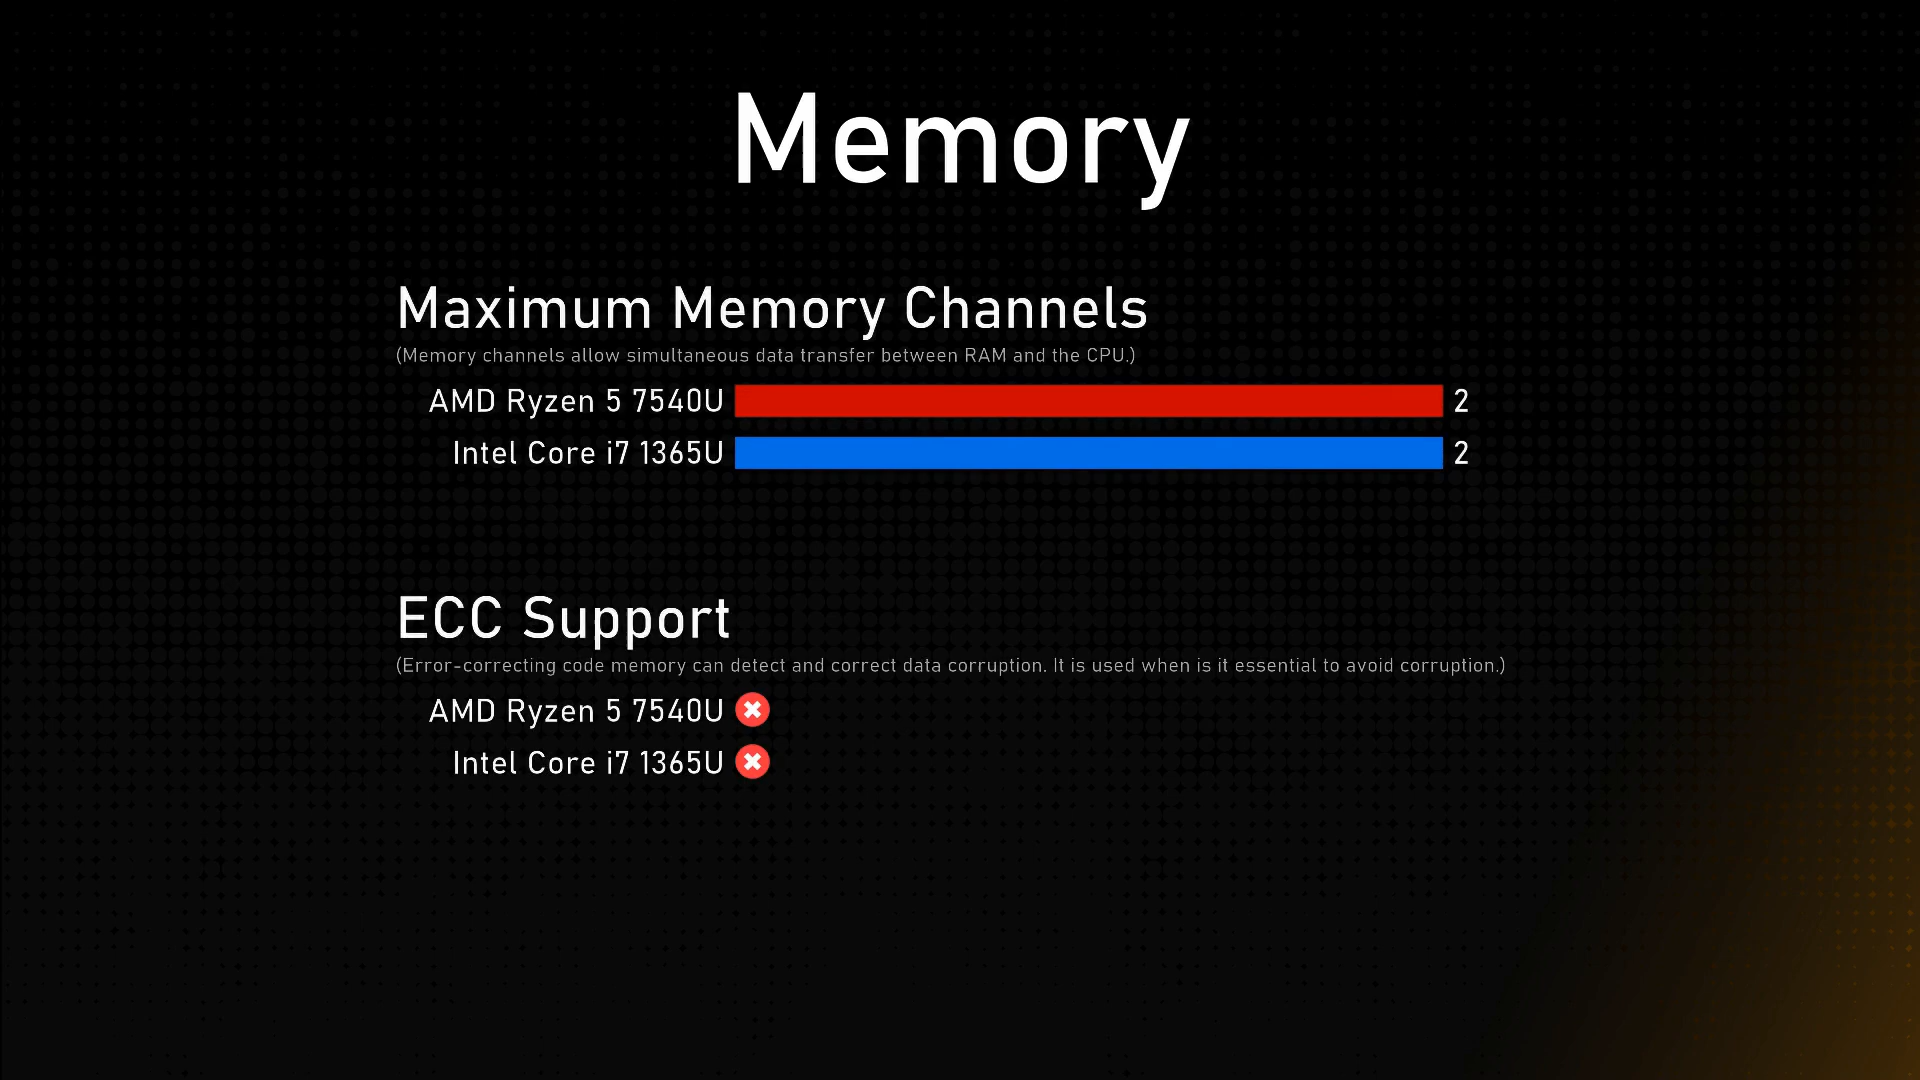 Memory
Maximum Memory Channels
(Memory channels allow simultaneous data transfer between RAM and the CPU.)
AMD Ryzen 5 7540U 2
Intel Core i7 1365U 2
ECC Support
(Error-correcting code memory can detect and correct data corruption. It is used when is it essential to avoid corruption.)
AMD Ryzen 5 7540U
Intel Core i7 1365U